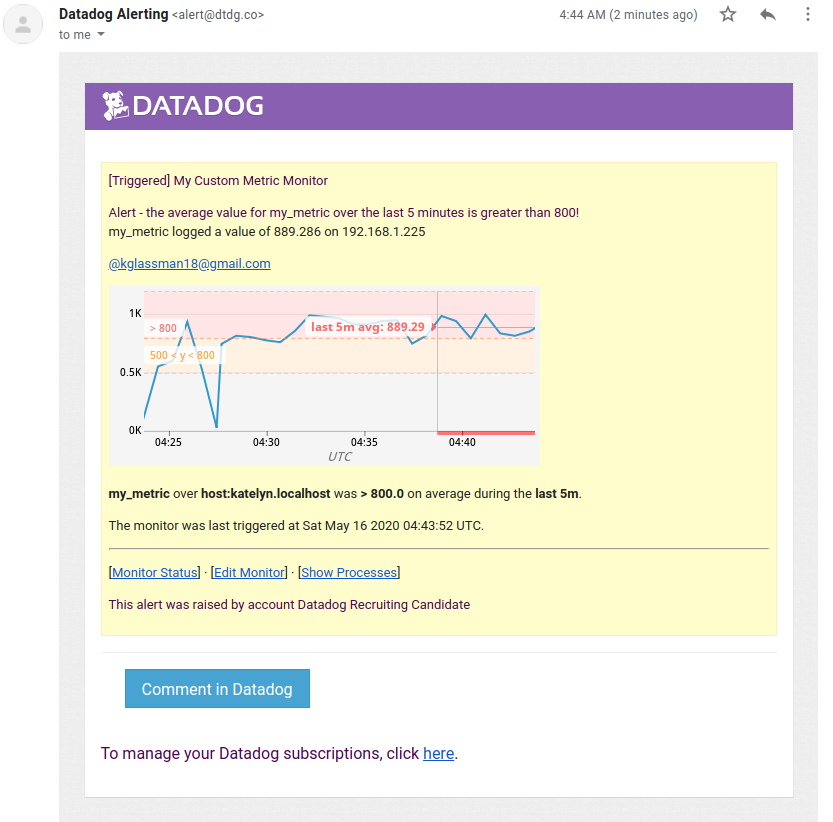 Datadog Alerting <alert@dtdg.co>
4:44 AM (2 minutes ago)
to me
DATADOG
[Triggered] My Custom Metric Monitor
Alert - the average value for my_metric over the last 5 minutes is greater than 800!
my_metric logged a value of 889.286 on 192.168.1.225
@kglassman18@gmail.com
1K
> 800
last 5m avg: 889.29
500 < y < 800
0.5K
0K
04:25 04:30 04:35 04:40
UTC
my_metric over host:katelyn.localhost was > 800.0 on average during the last 5m.
The monitor was last triggered at Sat May 16 2020 04:43:52 UTC.
[Monitor Status] · [Edit Monitor] · [Show Processes]
This alert was raised by account Datadog Recruiting Candidate
Comment in Datadog
To manage your Datadog subscriptions, click here.